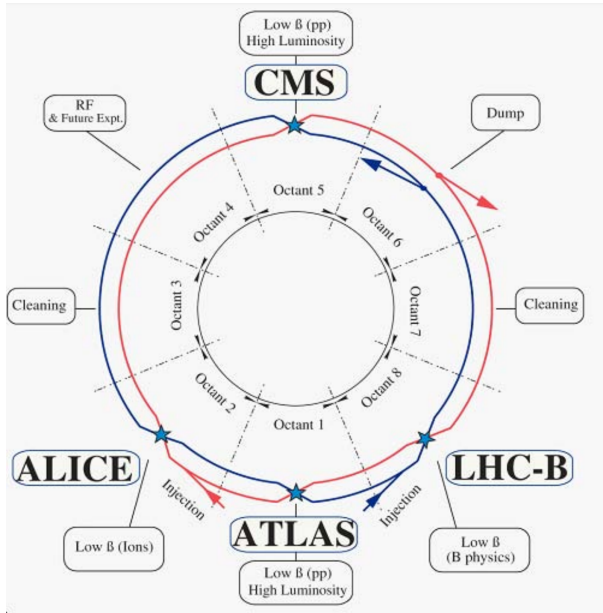 Low ß (pp)
High Luminosity
CMS
RF
& Future Expt.
Dump
Octant 5
Octant 4
Octant 6
Cleaning
Octant 3
Octant 7
Cleaning
Octant 2
Octant 8
Octant 1
ALICE
LHC-B
Injection
Injection
ATLAS
Low ß (Ions)
Low ß
(B physics)
Low ß (pp)
High Luminosity